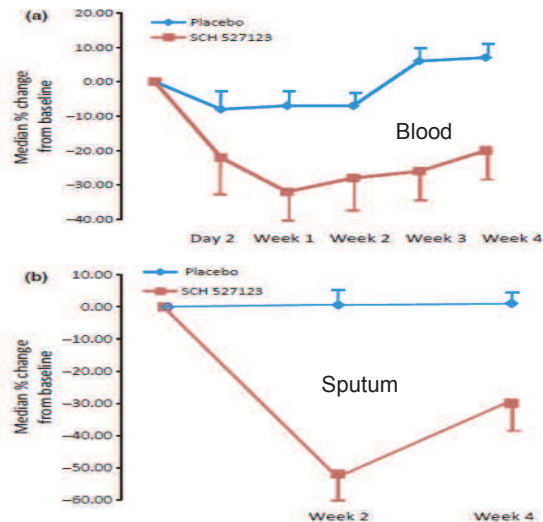 (a)
20.00
10.00
0.00
−10.00
−20.00
−30.00
−40.00
Median % change
from baseline
Placebo
SCH 527123
Blood
Day 2 Week 1 Week 2 Week 3 Week 4
(b)
10.00
0.00
−10.00
−20.00
−30.00
−40.00
−50.00
−60.00
Median % change
from baseline
Placebo
SCH 527123
Sputum
Week 2 Week 4